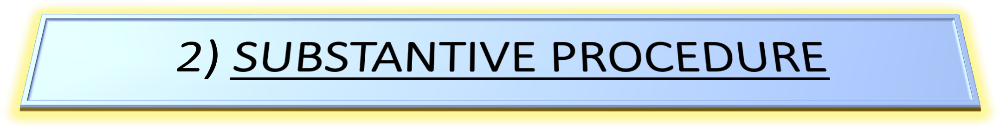 2) SUBSTANTIVE PROCEDURE